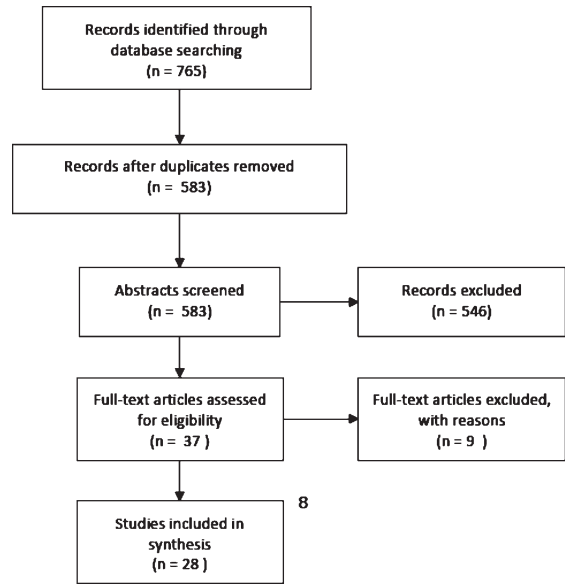 Records identified through
database searching
(n = 765)
Records after duplicates removed
(n = 583)
Abstracts screened
(n = 583)
Records excluded
(n = 546)
Full-text articles assessed
for eligibility
(n = 37 )
Full-text articles excluded,
with reasons
(n = 9 )
8
Studies included in
synthesis
(n = 28 )